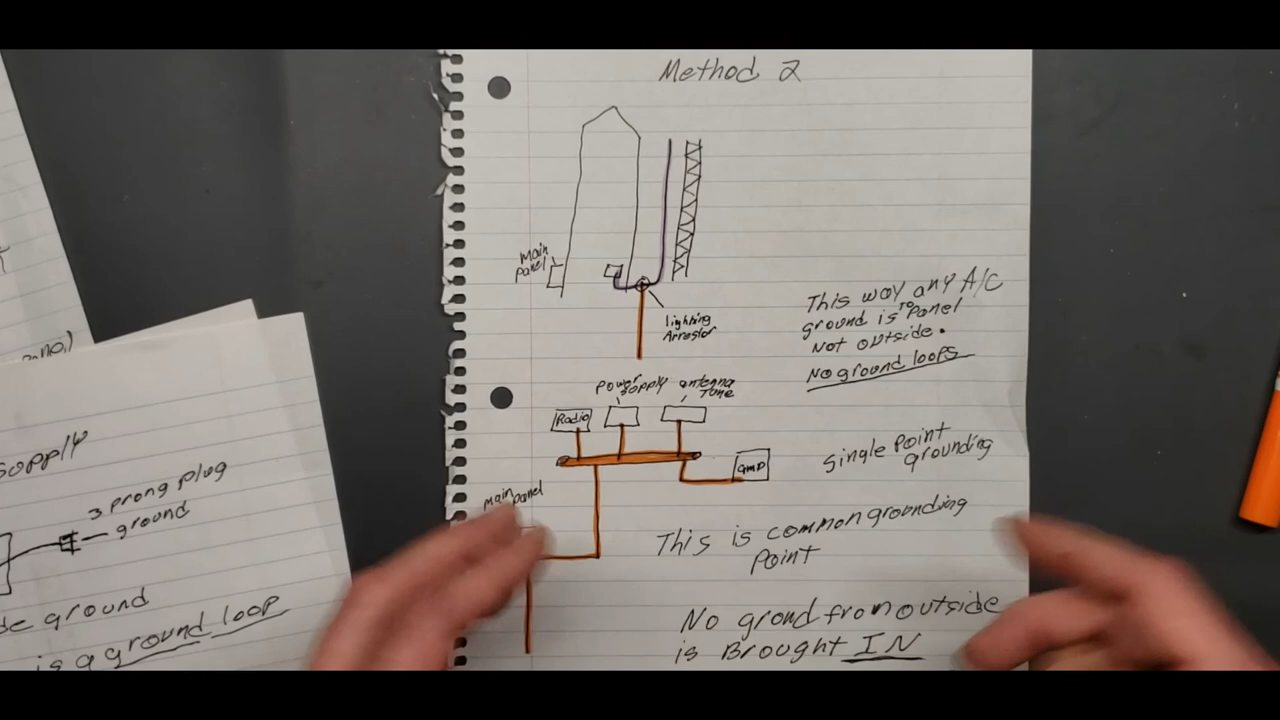 Method 2
main
panel
lighting
Arrestor
This way any A/C
ground is to panel
Not outside.
No ground loops
power
supply
antenna
Tune
Radio
Amp
main panel
Single Point
grounding
This is common grounding
Point
No grond from outside
is Brought IN
3 prong plug
ground
ground
is a ground loop